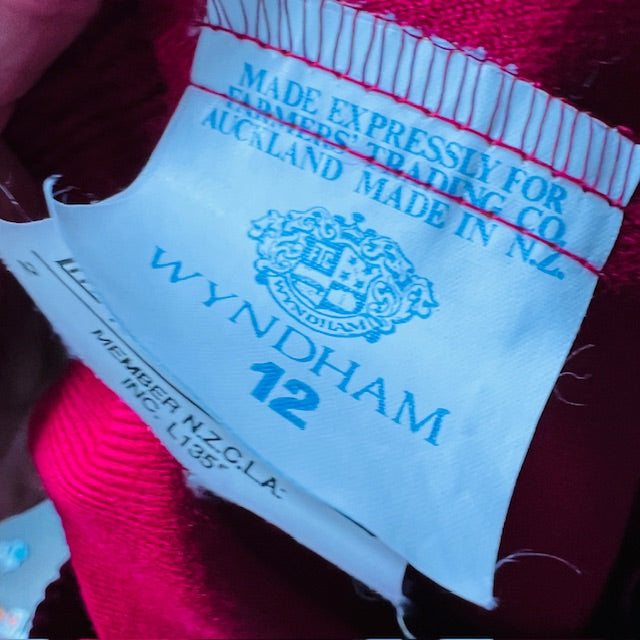 MADE EXPRESSLY FOR
FARMERS' TRADING CO.
AUCKLAND MADE IN N.Z.
WYNDHAM
WYNDHAM
12
MEMBER N.Z.C.I.A.
INC. L135